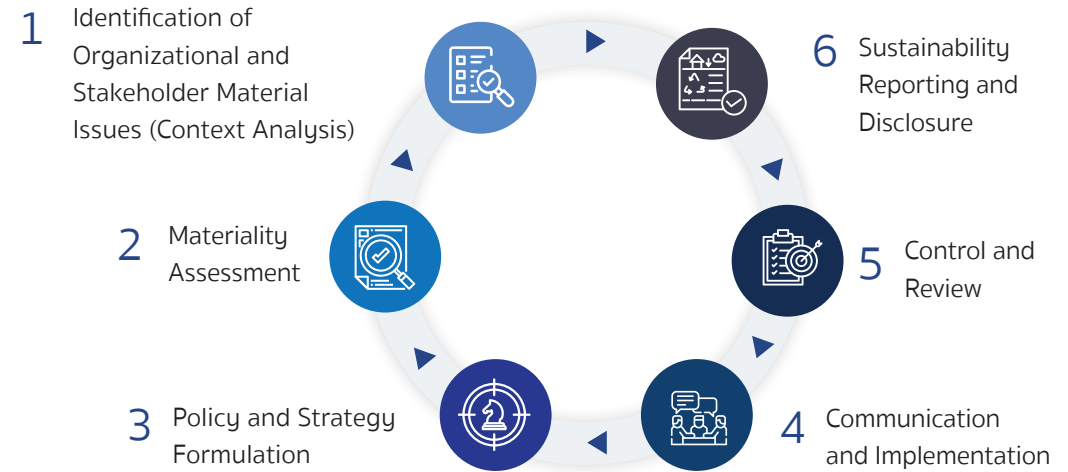 1
Identification of
Organizational and
Stakeholder Material
Issues (Context Analysis)
2
Materiality
Assessment
3
Policy and Strategy
Formulation
4
Communication
and Implementation
5
Control and
Review
6
Sustainability
Reporting and
Disclosure